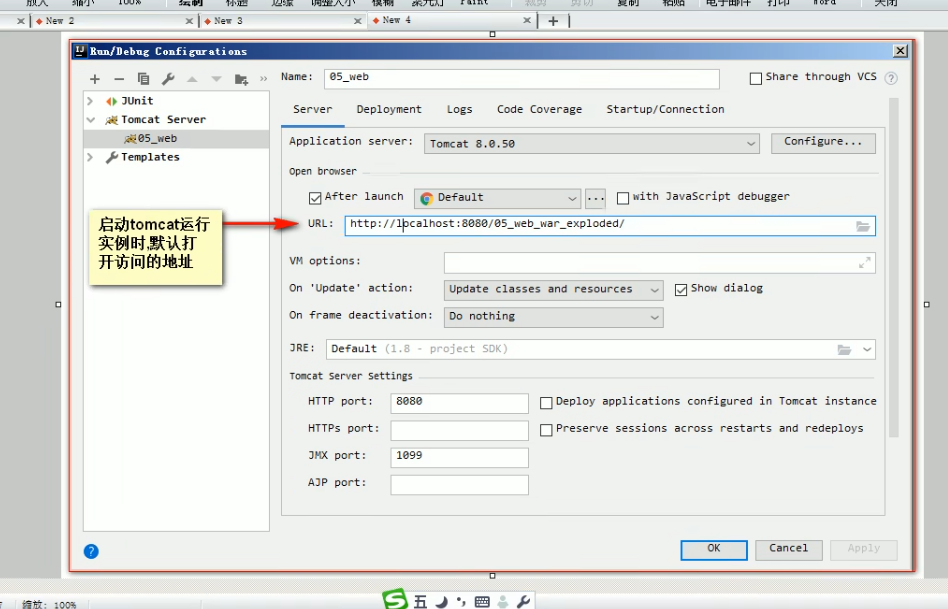 放大 缩小 100% 绘制 标题 边缘 调整大小 模糊 聚光灯 Paint 裁剪 剪切 复制 粘贴 电子邮件 打印 Word 关闭
New 2 New 3 New 4
Run/Debug Configurations
Name: 05_web Share through VCS
JUnit
Tomcat Server
05_web
Templates
Server Deployment Logs Code Coverage Startup/Connection
Application server: Tomcat 8.0.50 Configure...
Open browser
After launch Default ... with JavaScript debugger
启动tomcat运行
实例时,默认打
开访问的地址
URL: http://localhost:8080/05_web_war_exploded/
VM options:
On 'Update' action: Update classes and resources Show dialog
On frame deactivation: Do nothing
JRE: Default (1.8 - project SDK)
Tomcat Server Settings
HTTP port: 8080 Deploy applications configured in Tomcat instance
HTTPs port: Preserve sessions across restarts and redeploys
JMX port: 1099
AJP port:
OK Cancel Apply
缩放: 100%
S 五